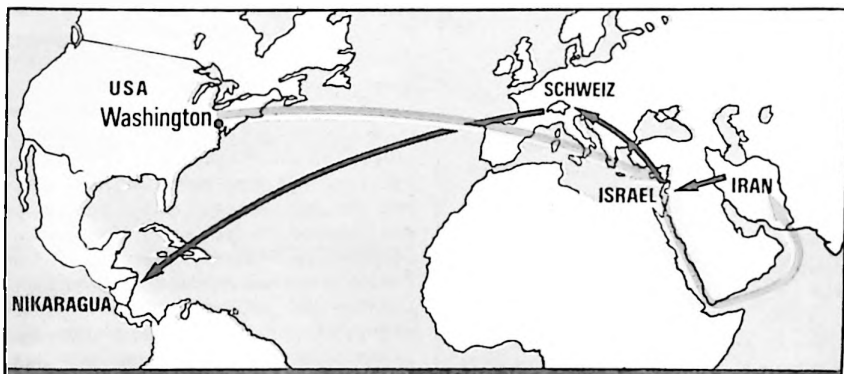 USA
Washington
SCHWEIZ
ISRAEL
IRAN
NIKARAGUA